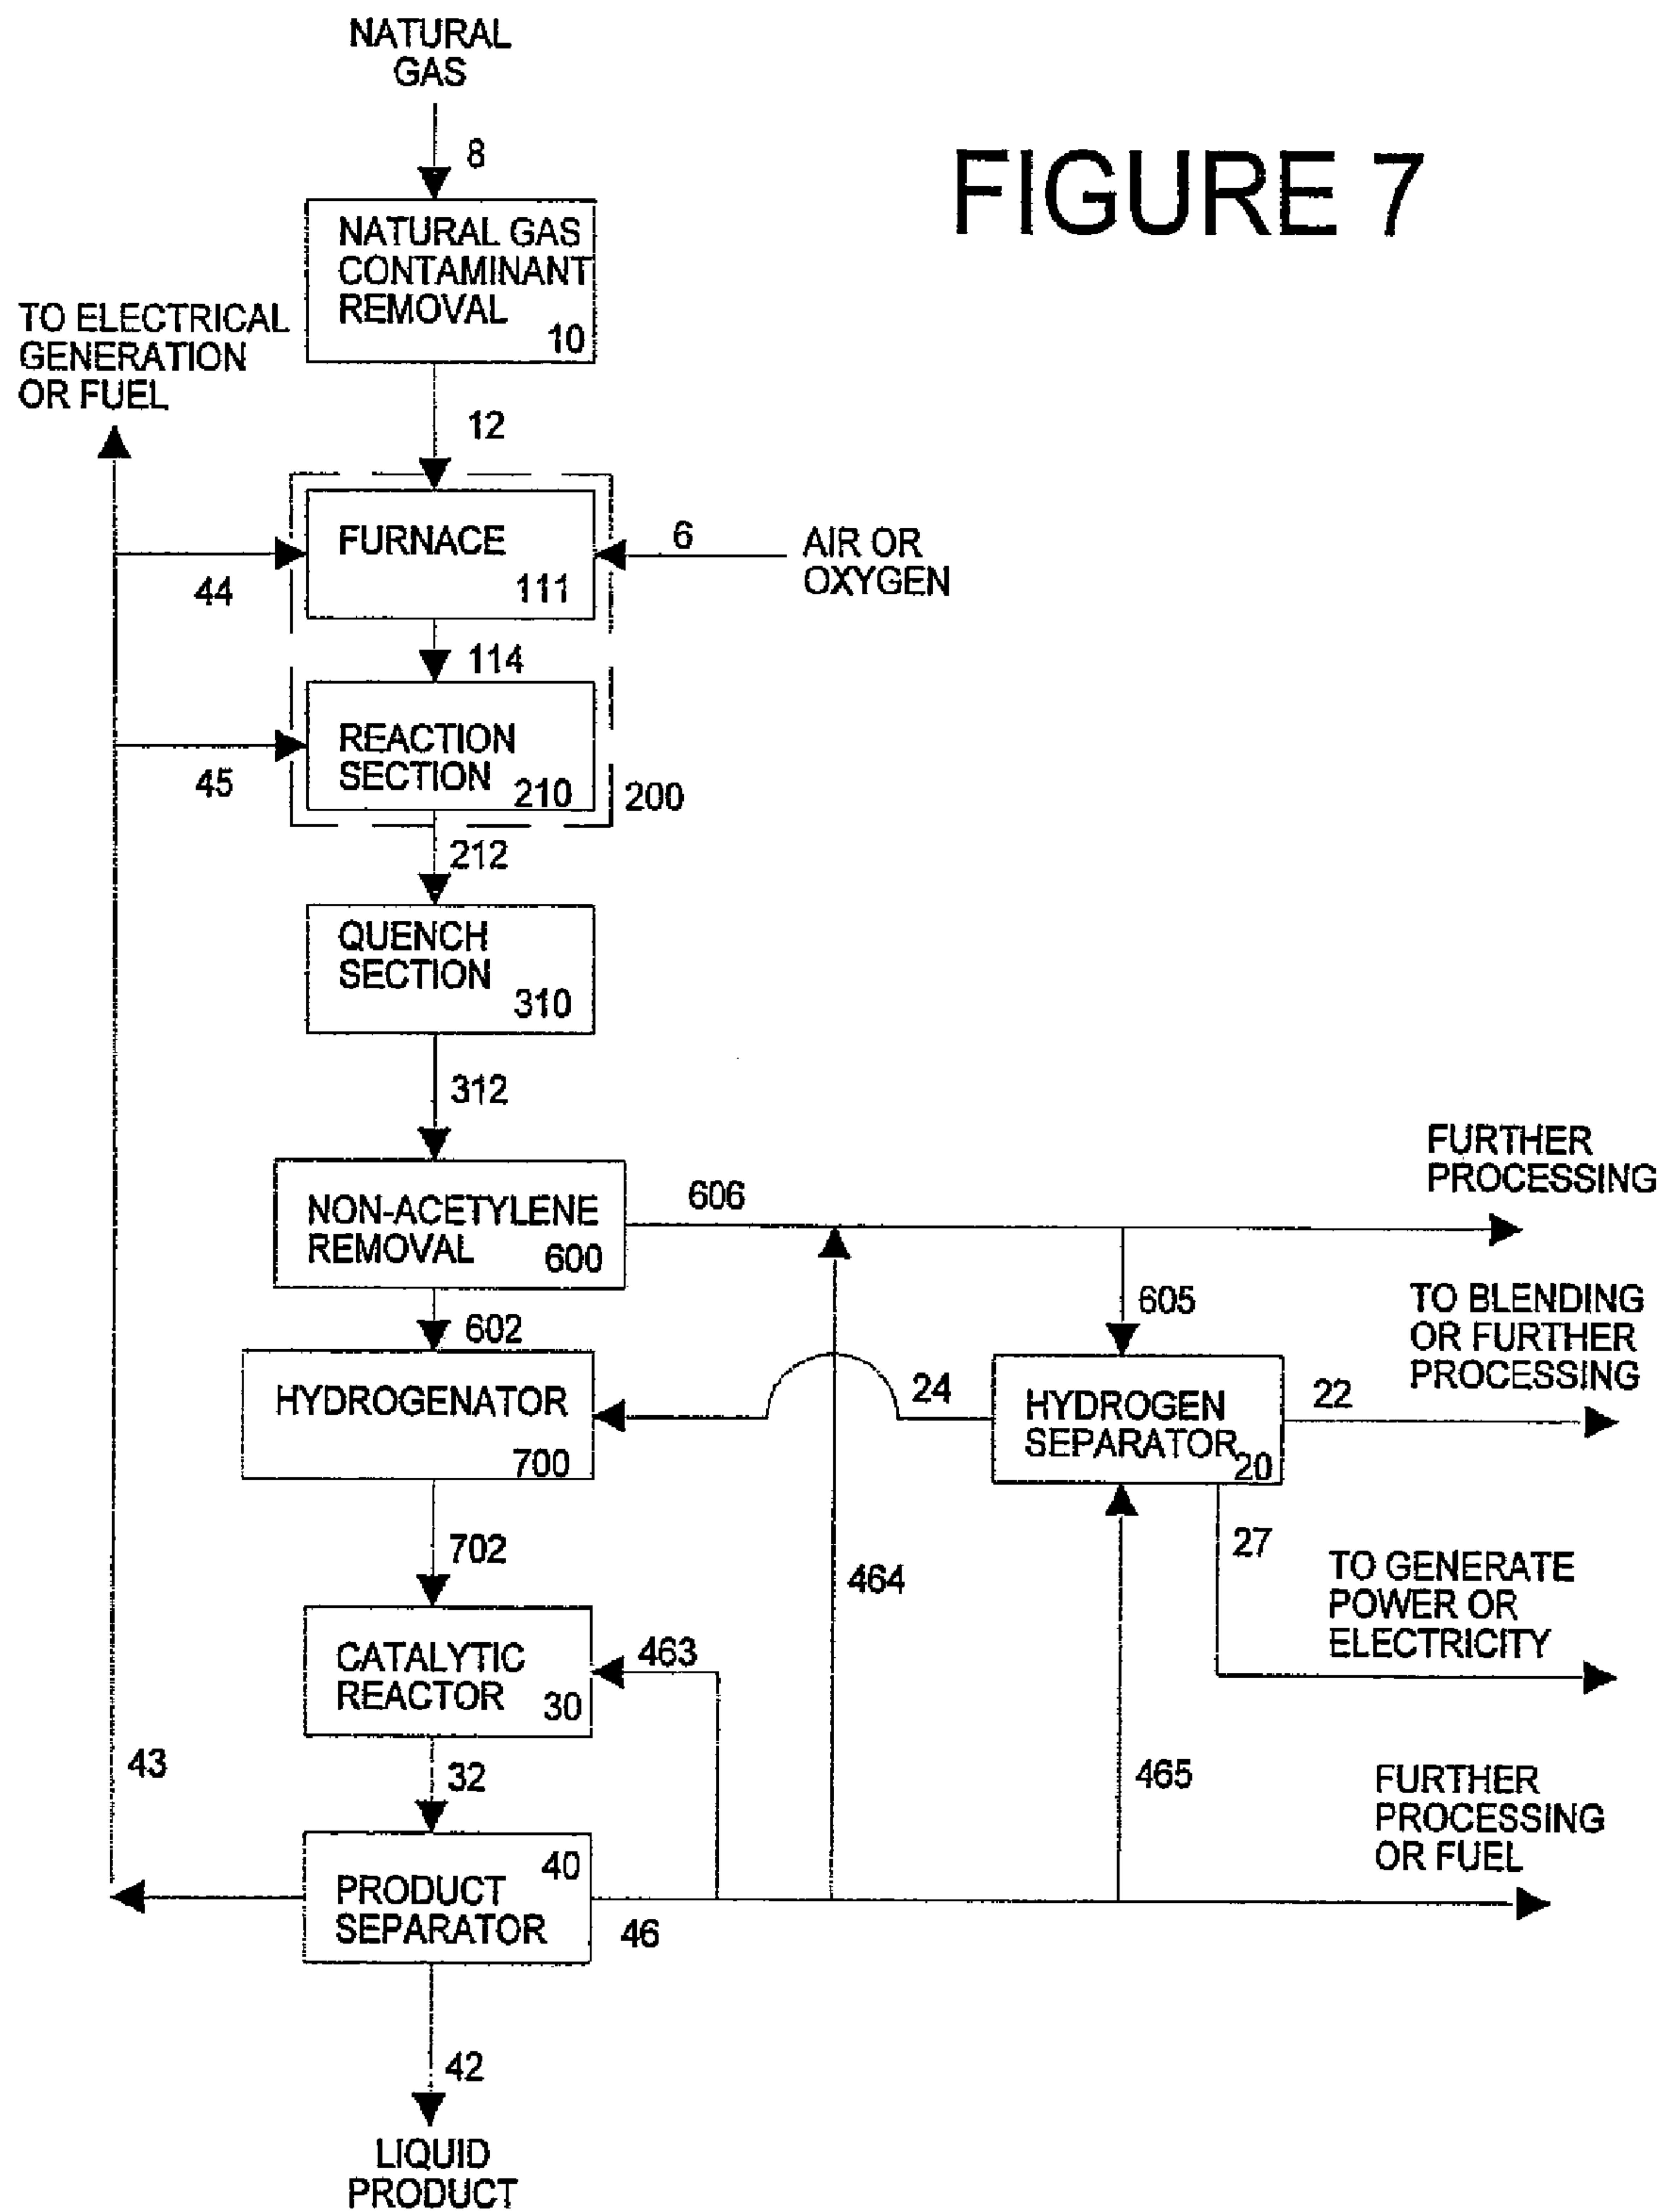 NATURAL
GAS
8
FIGURE 7
NATURAL GAS
CONTAMINANT
REMOVAL
10
TO ELECTRICAL
GENERATION
OR FUEL
12
FURNACE
111
6
AIR OR
OXYGEN
44
114
REACTION
SECTION
210
200
45
212
QUENCH
SECTION
310
312
NON-ACETYLENE
REMOVAL
600
606
FURTHER
PROCESSING
605
602
TO BLENDING
OR FURTHER
PROCESSING
HYDROGENATOR
700
24
HYDROGEN
SEPARATOR
20
22
27
702
464
TO GENERATE
POWER OR
ELECTRICITY
CATALYTIC
REACTOR
30
463
43
32
465
FURTHER
PROCESSING
OR FUEL
40
PRODUCT
SEPARATOR
46
42
LIQUID
PRODUCT